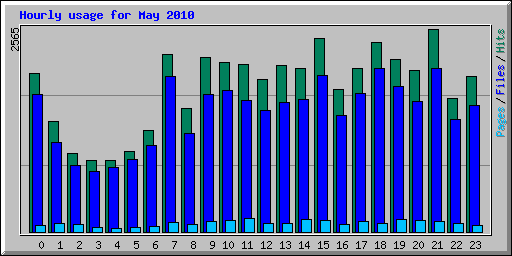 Hourly usage for May 2010
2565
Pages/Files/Hits
0 1 2 3 4 5 6 7 8 9 10 11 12 13 14 15 16 17 18 19 20 21 22 23